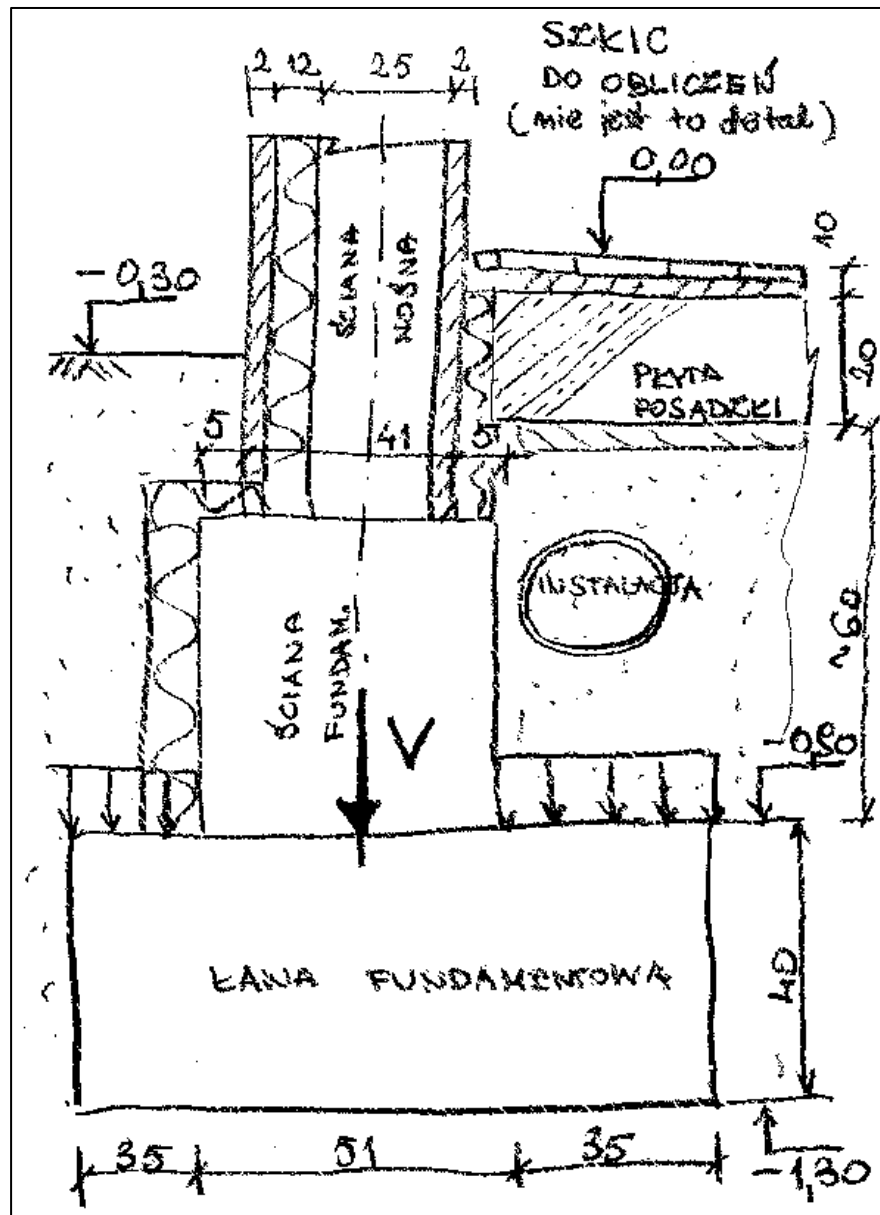 SZKIC
DO OBLICZEŃ
(nie jest to detal)
2 12 25 2
0,00
10
-0,30
ŚCIANA
NOŚNA
20
PŁYTA
POSADZKI
5 41 5
INSTALACJA
~60
ŚCIANA
FUNDAM.
V
-0,90
ŁAWA FUNDAMENTOWA
40
35 51 35
-1,30